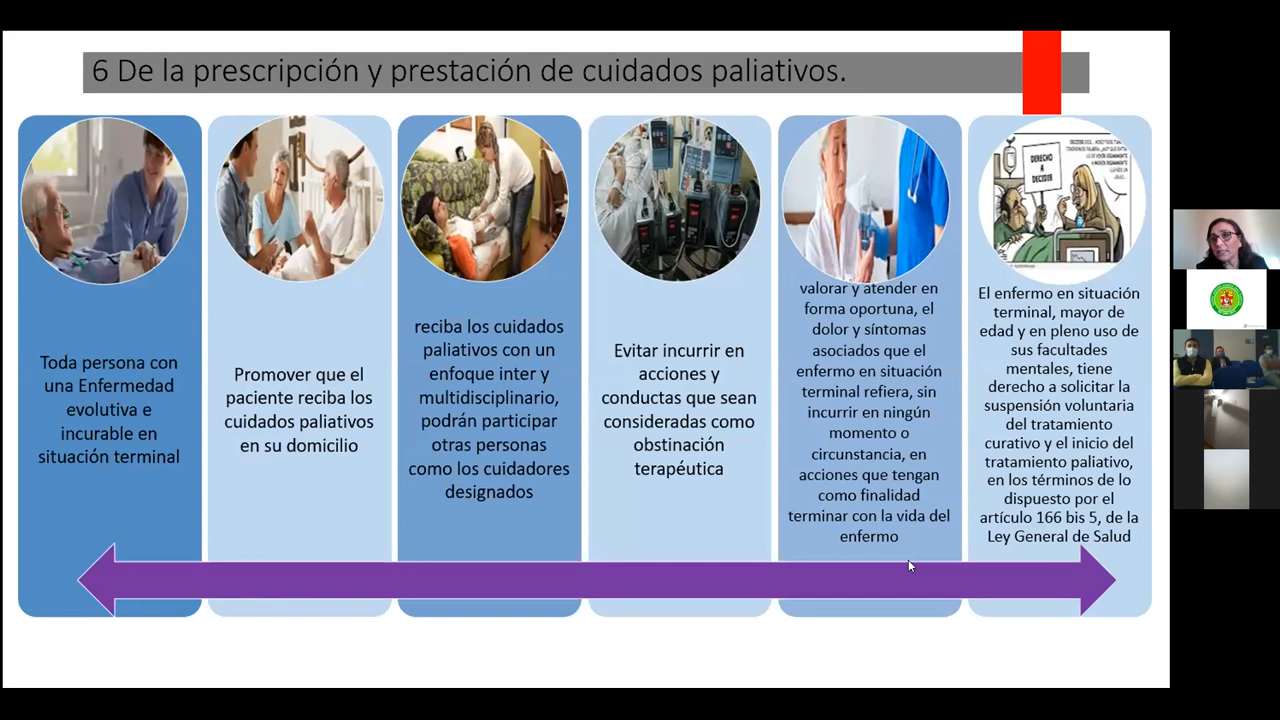 6 De la prescripción y prestación de cuidados paliativos.
Toda persona con
una Enfermedad
evolutiva e
incurable en
situación terminal
Promover que el
paciente reciba los
cuidados paliativos
en su domicilio
reciba los cuidados
paliativos con un
enfoque inter y
multidisciplinario,
podrán participar
otras personas
como los cuidadores
designados
Evitar incurrir en
acciones y
conductas que sean
consideradas como
obstinación
terapéutica
valorar y atender en
forma oportuna, el
dolor y síntomas
asociados que el
enfermo en situación
terminal refiera, sin
incurrir en ningún
momento o
circunstancia, en
acciones que tengan
como finalidad
terminar con la vida del
enfermo
DERECHO
A
DECIDIR
El enfermo en situación
terminal, mayor de
edad y en pleno uso de
sus facultades
mentales, tiene
derecho a solicitar la
suspensión voluntaria
del tratamiento
curativo y el inicio del
tratamiento paliativo,
en los términos de lo
dispuesto por el
artículo 166 bis 5, de la
Ley General de Salud